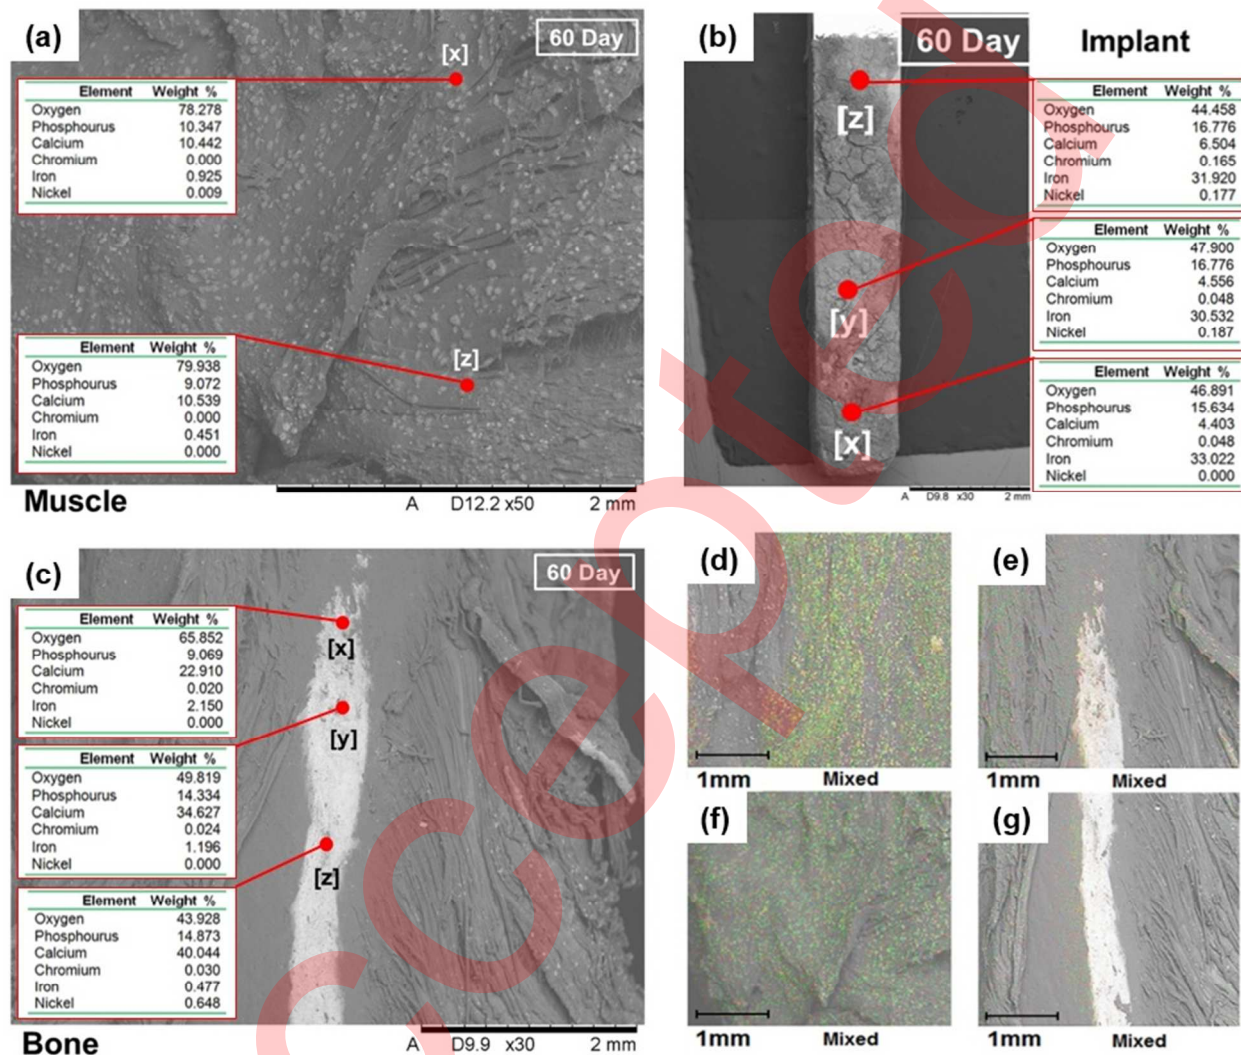 (a)
60 Day
[x]
Element Weight %
Oxygen 78.278
Phosphourus 10.347
Calcium 10.442
Chromium 0.000
Iron 0.925
Nickel 0.009
[z]
Element Weight %
Oxygen 79.938
Phosphourus 9.072
Calcium 10.539
Chromium 0.000
Iron 0.451
Nickel 0.000
Muscle
A D12.2 x50 2 mm
(b)
60 Day
Implant
[z]
Element Weight %
Oxygen 44.458
Phosphourus 16.776
Calcium 6.504
Chromium 0.165
Iron 31.920
Nickel 0.177
[y]
Element Weight %
Oxygen 47.900
Phosphourus 16.776
Calcium 4.556
Chromium 0.048
Iron 30.532
Nickel 0.187
[x]
Element Weight %
Oxygen 46.891
Phosphourus 15.634
Calcium 4.403
Chromium 0.048
Iron 33.022
Nickel 0.000
A D9.8 x30 2 mm
(c)
60 Day
[x]
Element Weight %
Oxygen 65.852
Phosphourus 9.069
Calcium 22.910
Chromium 0.020
Iron 2.150
Nickel 0.000
[y]
Element Weight %
Oxygen 49.819
Phosphourus 14.334
Calcium 34.627
Chromium 0.024
Iron 1.196
Nickel 0.000
[z]
Element Weight %
Oxygen 43.928
Phosphourus 14.873
Calcium 40.044
Chromium 0.030
Iron 0.477
Nickel 0.648
Bone
A D9.9 x30 2 mm
(d)
1mm Mixed
(e)
1mm Mixed
(f)
1mm Mixed
(g)
1mm Mixed
ccepted